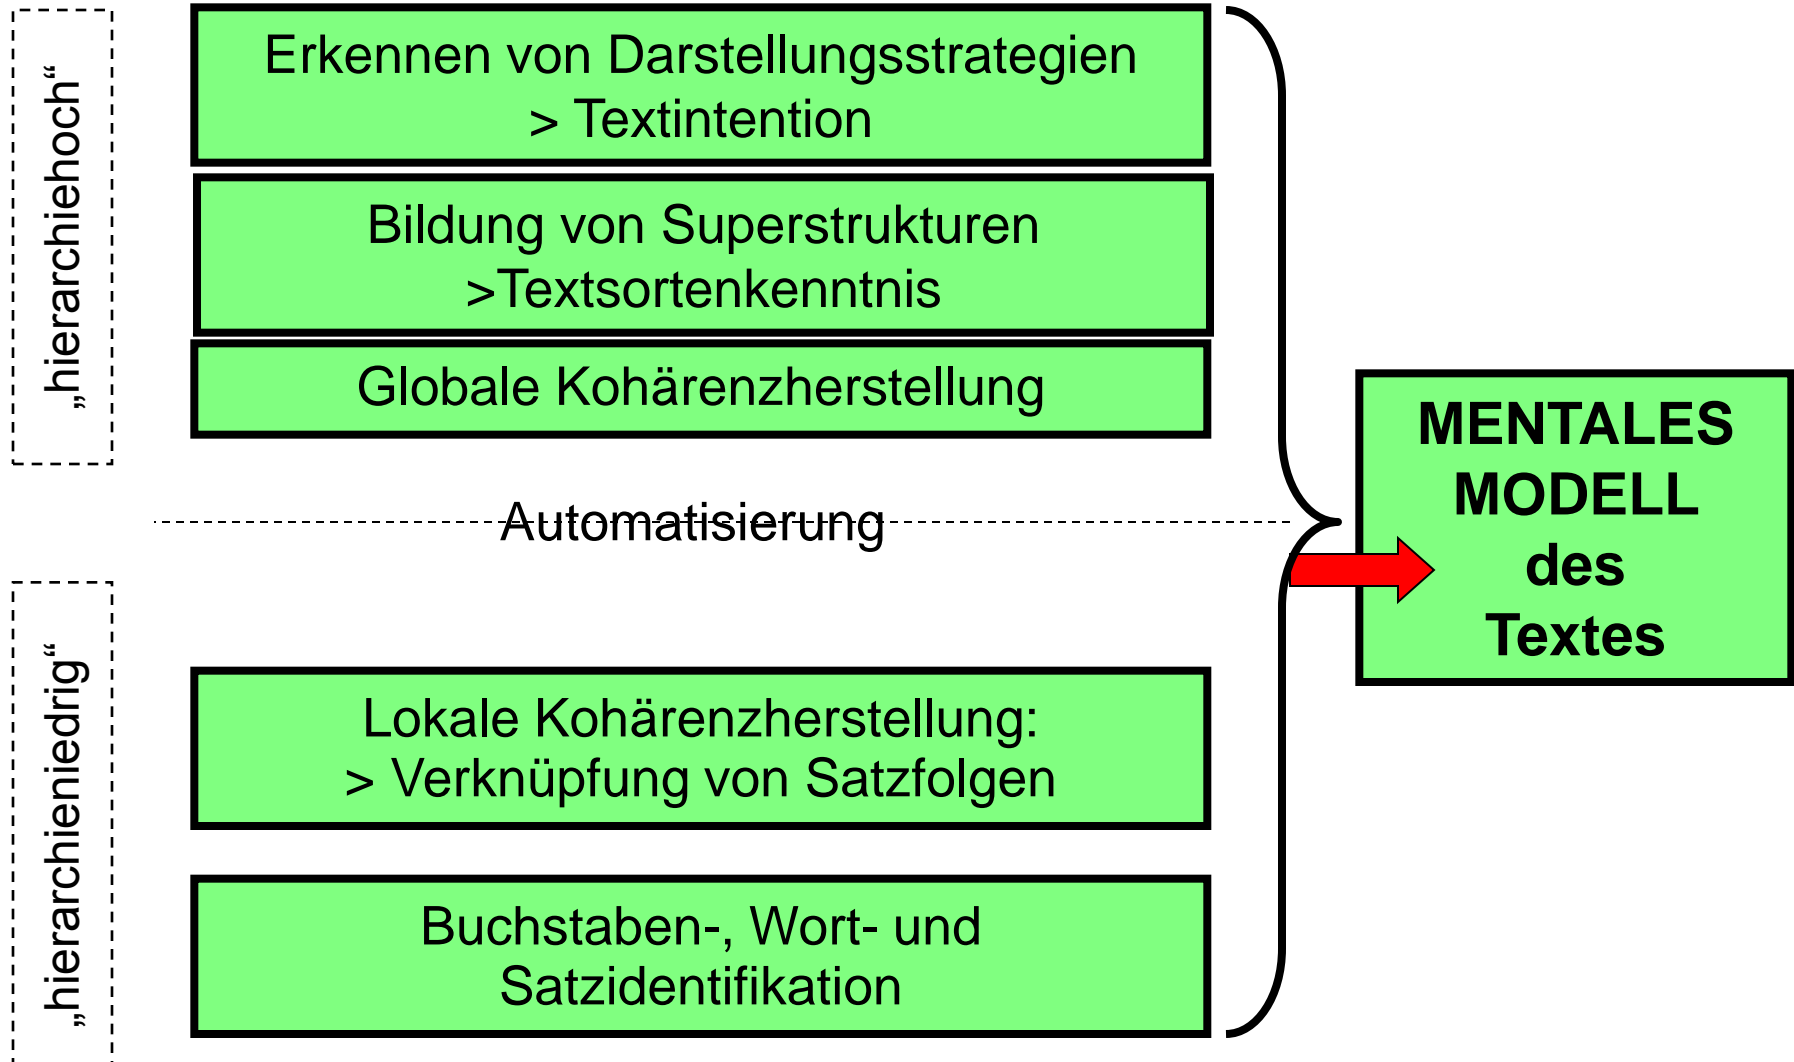 „hierarchiehoch“
Erkennen von Darstellungsstrategien
> Textintention
Bildung von Superstrukturen
>Textsortenkenntnis
Globale Kohärenzherstellung
Automatisierung
„hierarchieniedrig“
Lokale Kohärenzherstellung:
> Verknüpfung von Satzfolgen
Buchstaben-, Wort- und
Satzidentifikation
MENTALES
MODELL
des
Textes